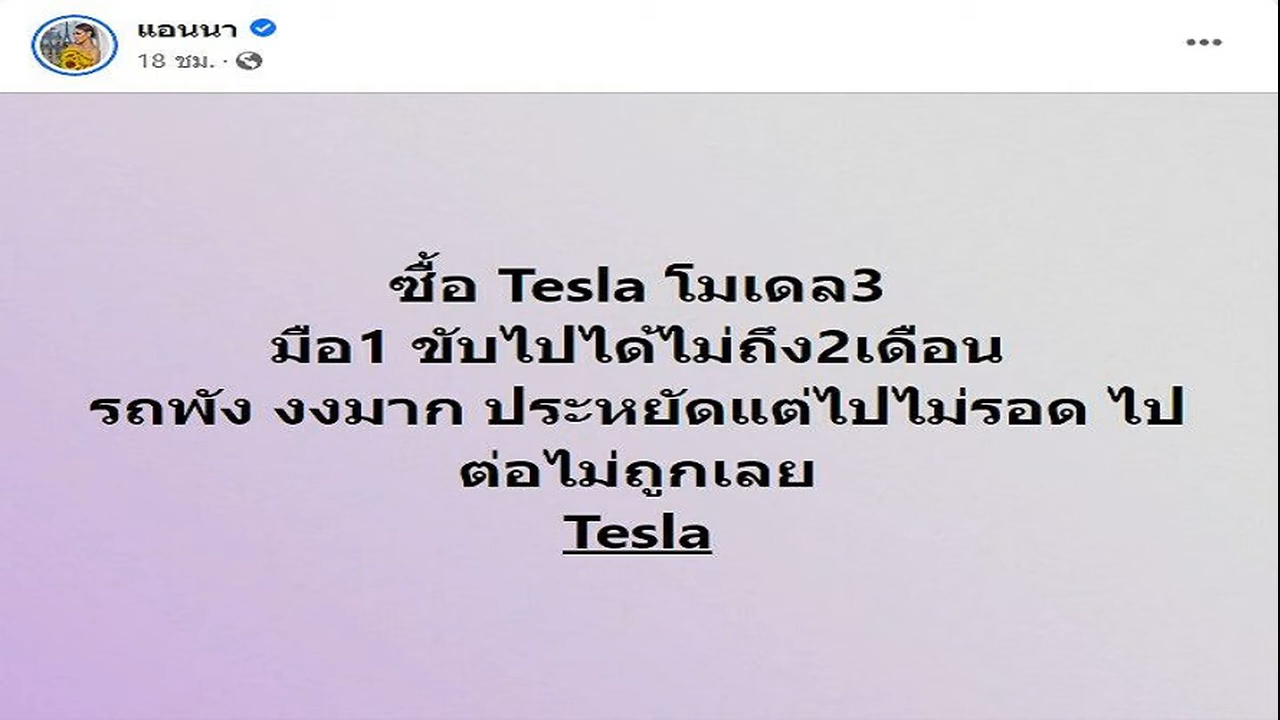 แอนนา
18 ชม. ·
ซื้อ Tesla โมเดล3
มือ1 ขับไปได้ไม่ถึง2เดือน
รถพัง งงมาก ประหยัดแต่ไปไม่รอด ไป
ต่อไม่ถูกเลย
Tesla